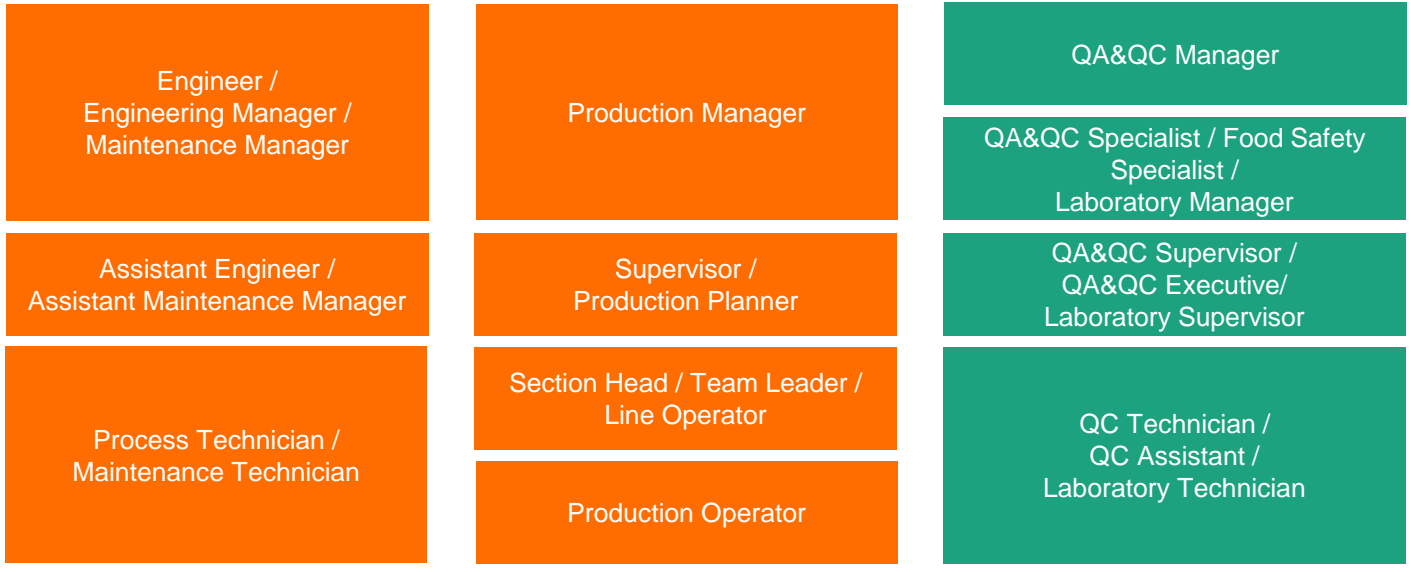 Engineer /
Engineering Manager /
Maintenance Manager
Production Manager
QA&QC Manager
QA&QC Specialist / Food Safety
Specialist /
Laboratory Manager
Assistant Engineer /
Assistant Maintenance Manager
Supervisor /
Production Planner
QA&QC Supervisor /
QA&QC Executive/
Laboratory Supervisor
Process Technician /
Maintenance Technician
Section Head / Team Leader /
Line Operator
Production Operator
QC Technician /
QC Assistant /
Laboratory Technician